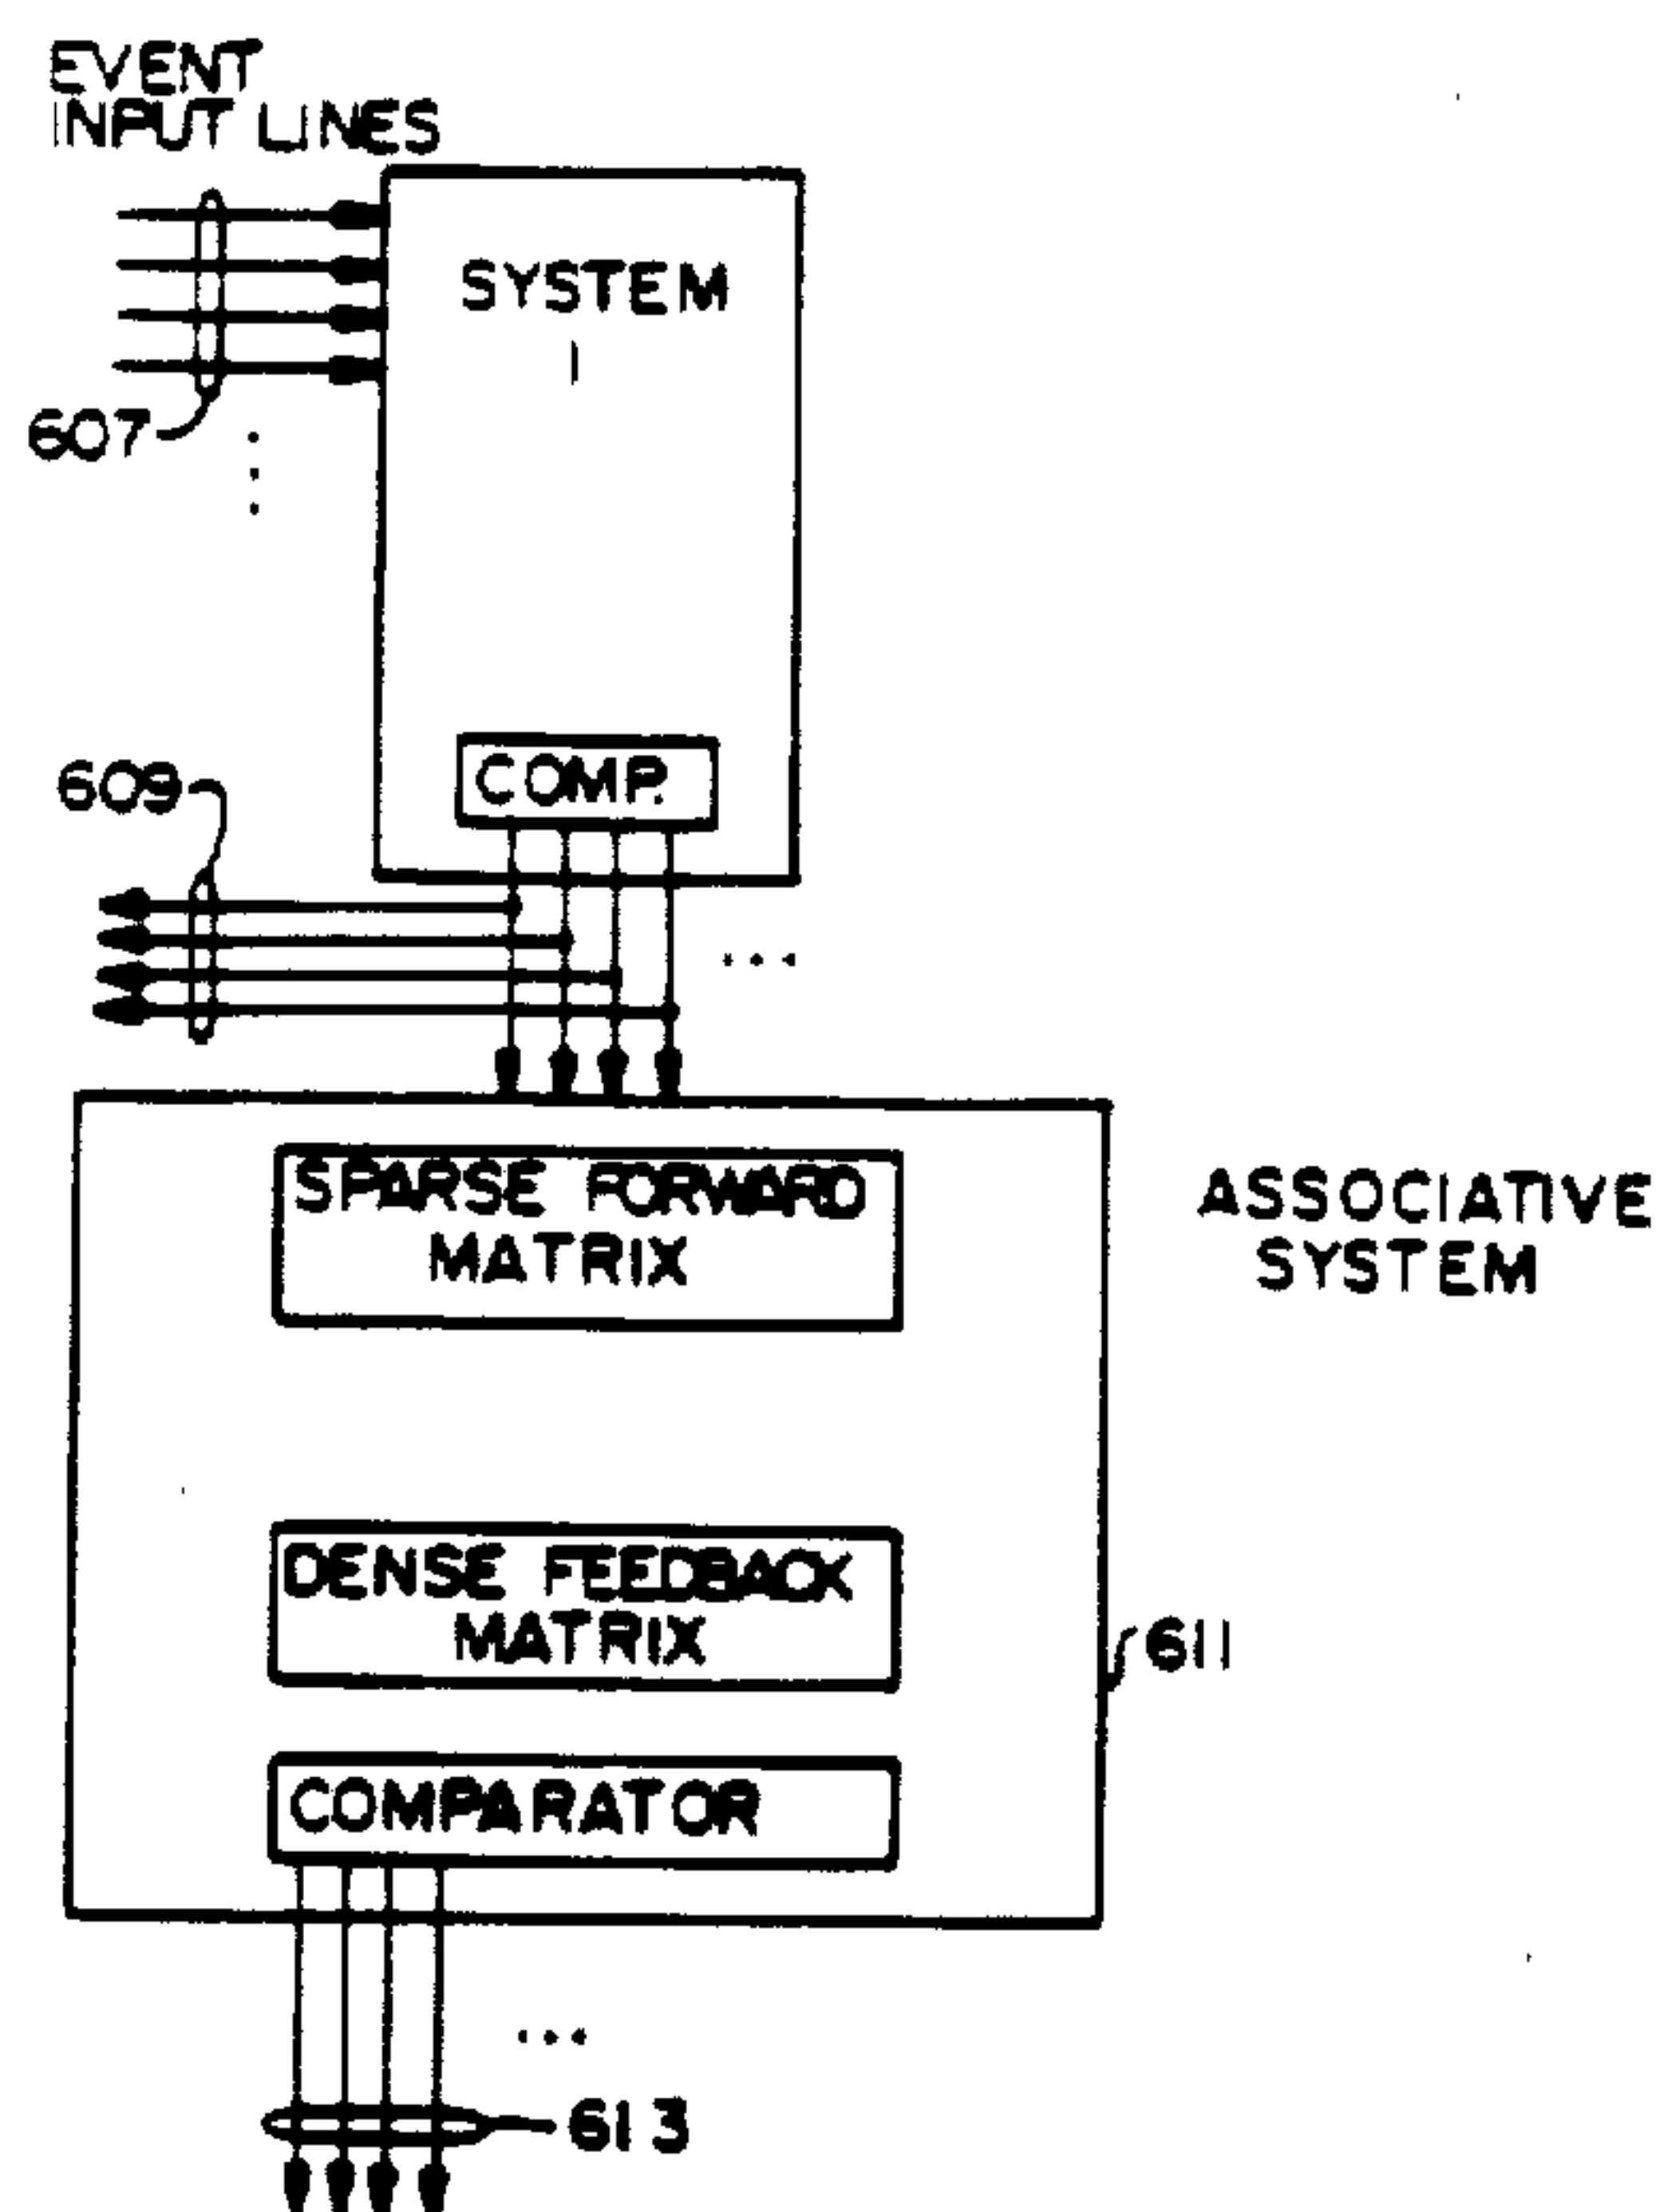 EVENT
INPUT LINES
SYSTEM
1
607
COMP.
609
SPARSE FORWARD
MATRIX
ASSOCIATIVE
SYSTEM
DENSE FEEDBACK
MATRIX
611
COMPARATOR
613